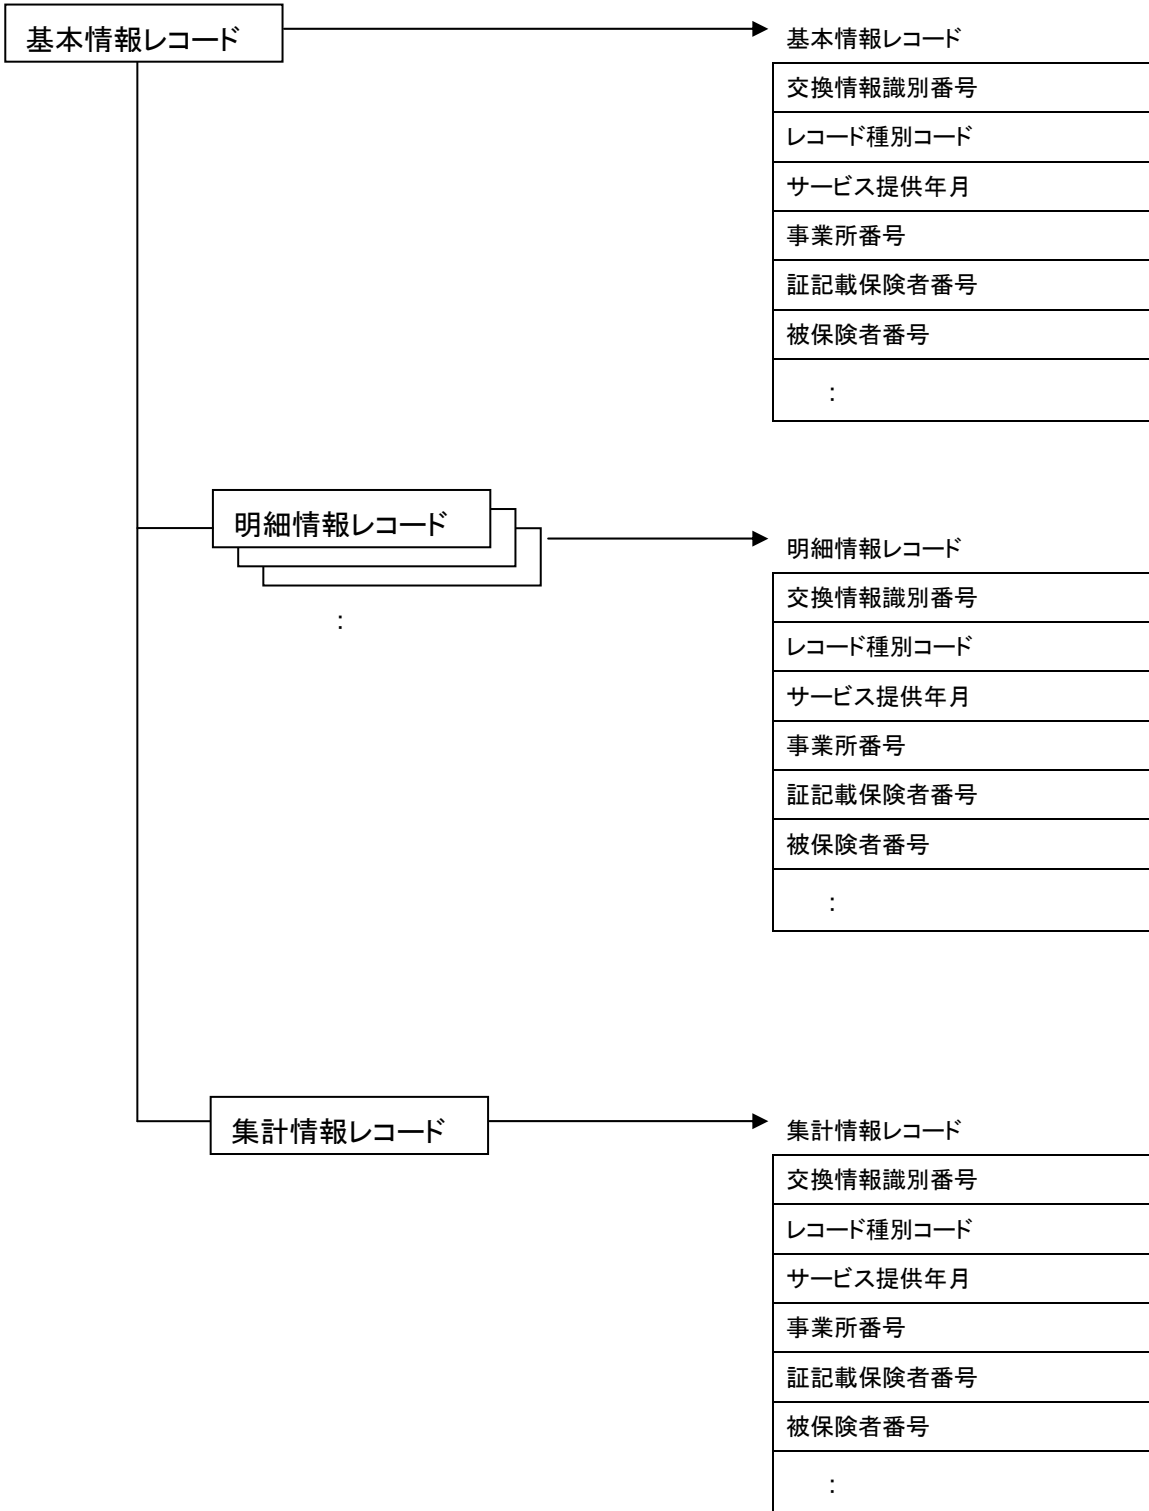 基本情報レコード
基本情報レコード
交換情報識別番号
レコード種別コード
サービス提供年月
事業所番号
証記載保険者番号
被保険者番号
:
明細情報レコード
:
明細情報レコード
交換情報識別番号
レコード種別コード
サービス提供年月
事業所番号
証記載保険者番号
被保険者番号
:
集計情報レコード
集計情報レコード
交換情報識別番号
レコード種別コード
サービス提供年月
事業所番号
証記載保険者番号
被保険者番号
: